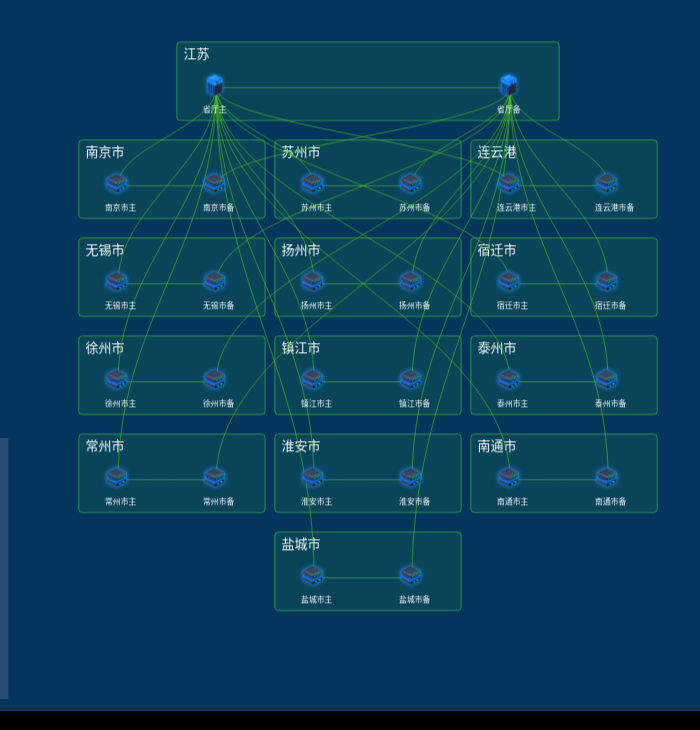 江苏
省厅主 省厅备
南京市 苏州市 连云港
南京市主 南京市备 苏州市主 苏州市备 连云港市主 连云港市备
无锡市 扬州市 宿迁市
无锡市主 无锡市备 扬州市主 扬州市备 宿迁市主 宿迁市备
徐州市 镇江市 泰州市
徐州市主 徐州市备 镇江市主 镇江市备 泰州市主 泰州市备
常州市 淮安市 南通市
常州市主 常州市备 淮安市主 淮安市备 南通市主 南通市备
盐城市
盐城市主 盐城市备